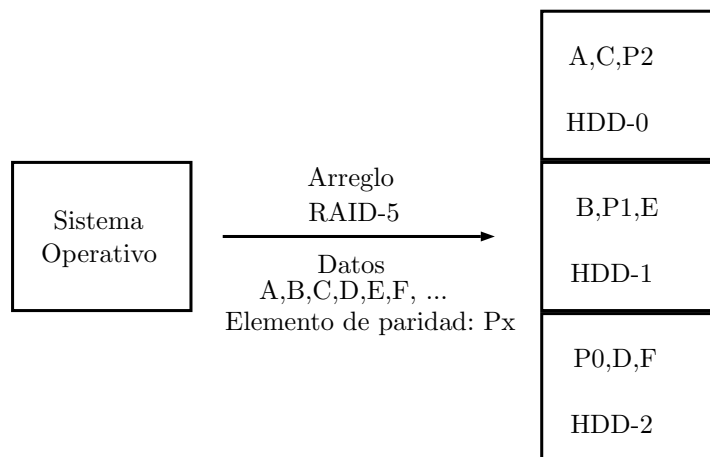 Sistema
Operativo
Arreglo
RAID-5
Datos
A,B,C,D,E,F, ...
Elemento de paridad: Px
A,C,P2
HDD-0
B,P1,E
HDD-1
P0,D,F
HDD-2